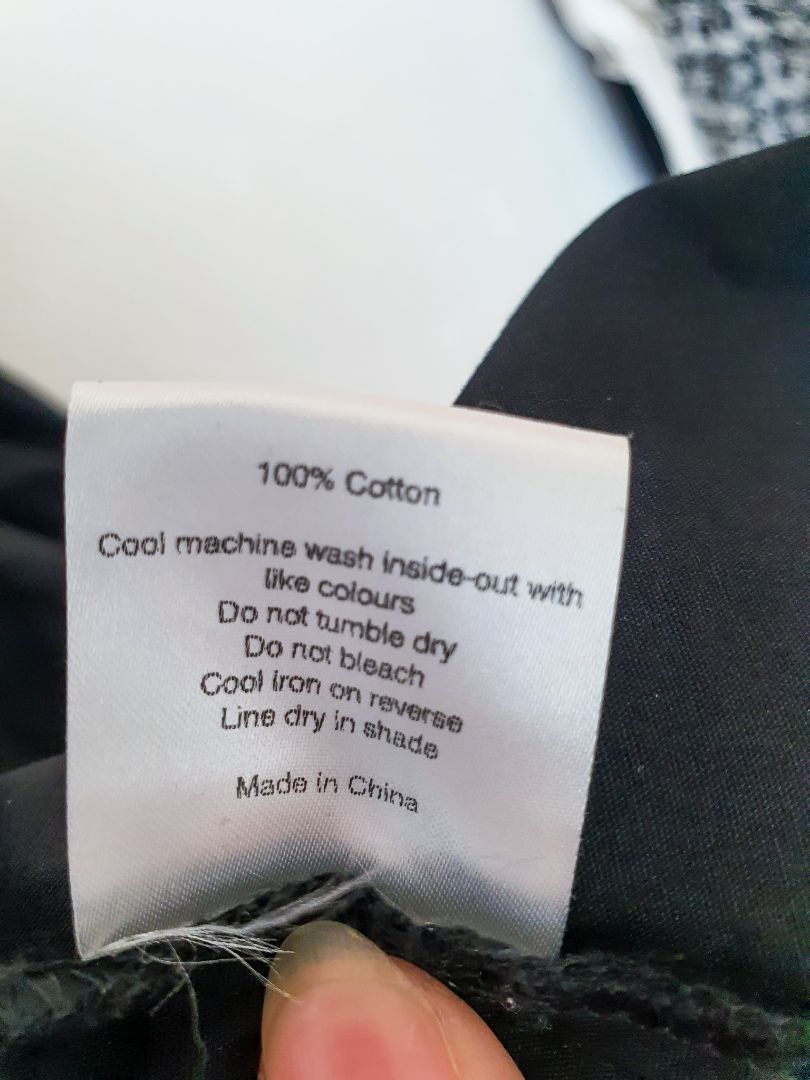 100% Cotton
Cool machine wash inside-out with
like colours
Do not tumble dry
Do not bleach
Cool iron on reverse
Line dry in shade
Made in China